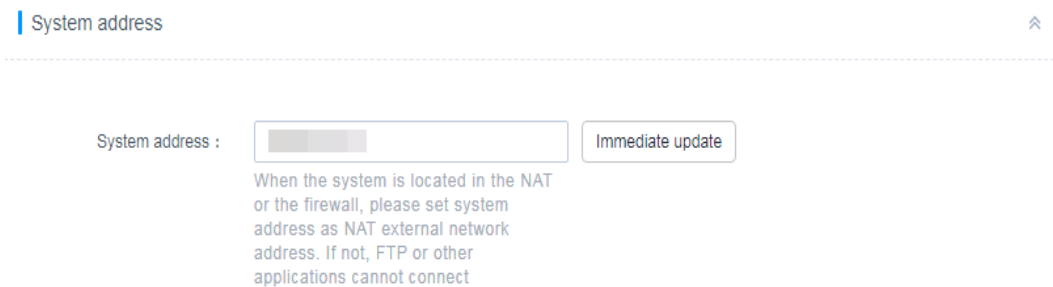 System address
System address :
Immediate update
When the system is located in the NAT
or the firewall, please set system
address as NAT external network
address. If not, FTP or other
applications cannot connect